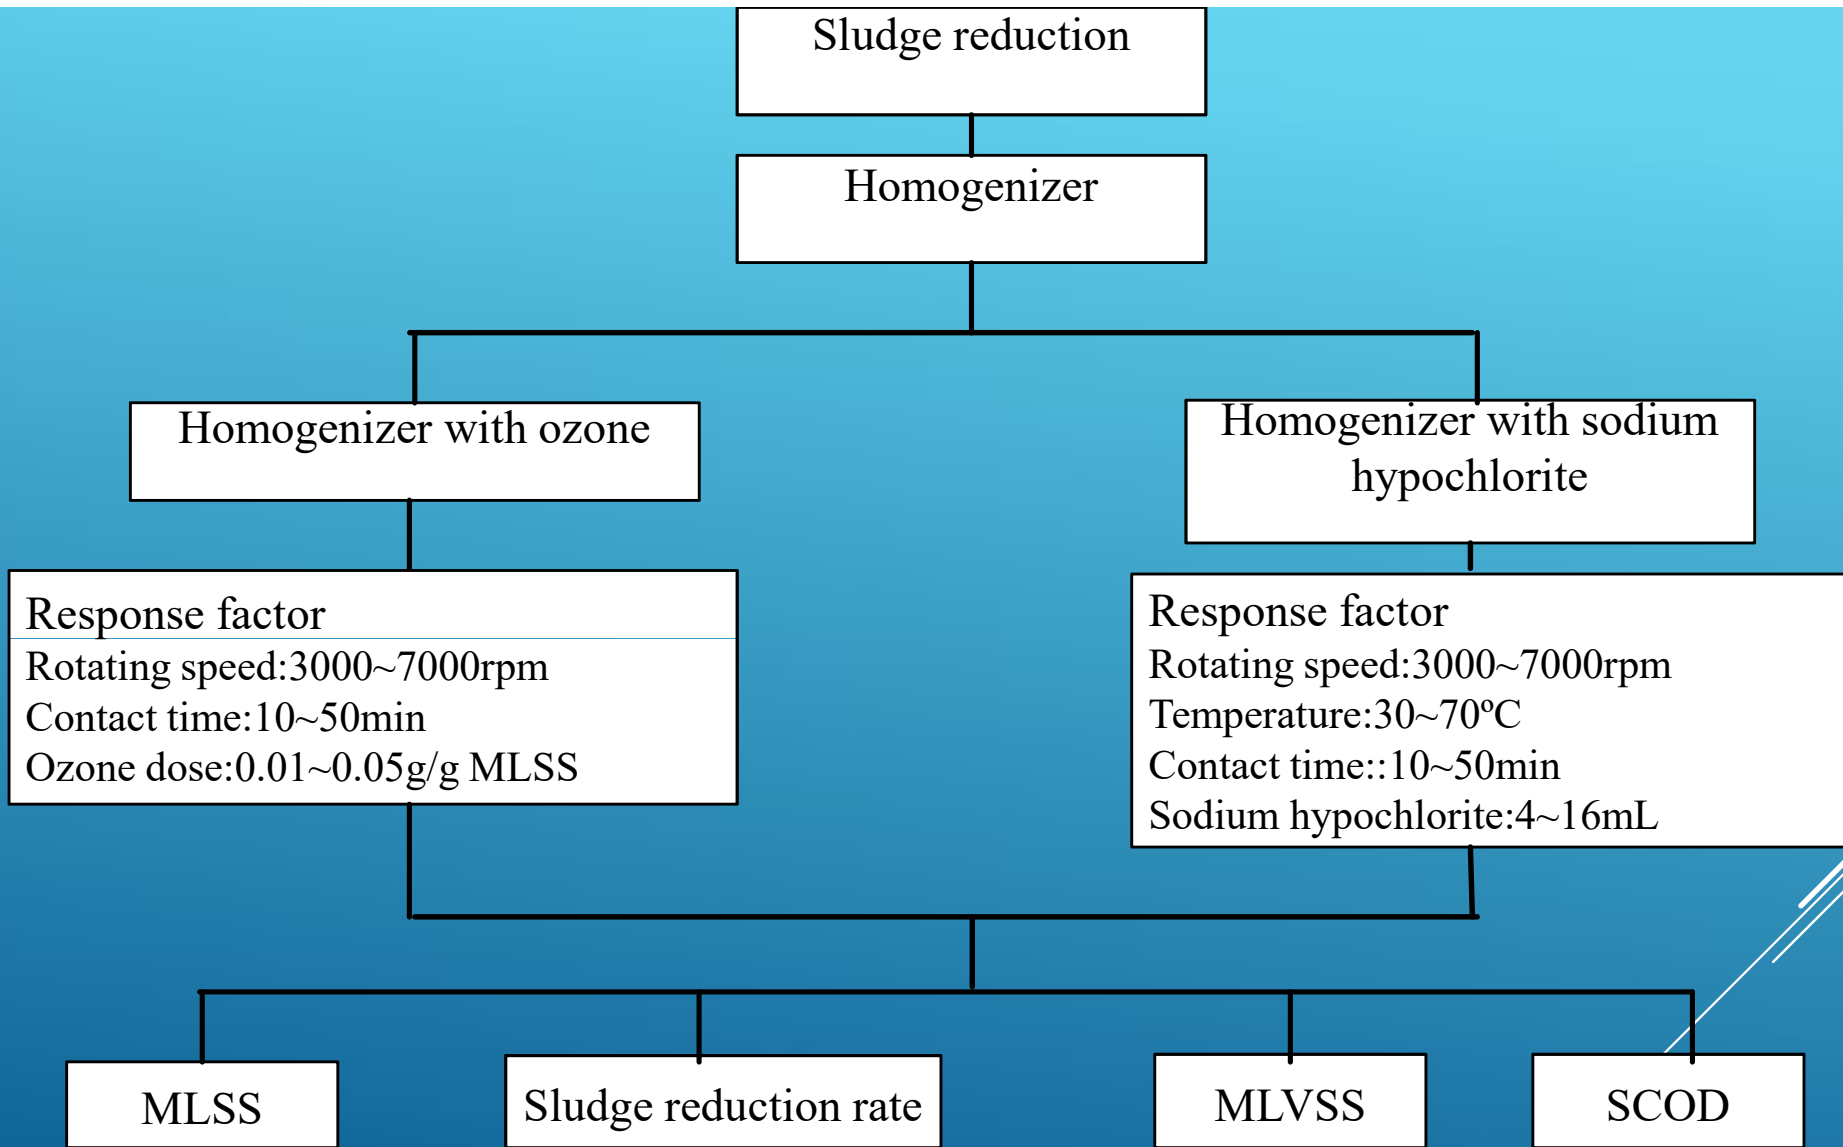 Sludge reduction
Homogenizer
Homogenizer with ozone
Homogenizer with sodium
hypochlorite
Response factor
Rotating speed:3000~7000rpm
Contact time:10~50min
Ozone dose:0.01~0.05g/g MLSS
Response factor
Rotating speed:3000~7000rpm
Temperature:30~70ºC
Contact time::10~50min
Sodium hypochlorite:4~16mL
MLSS
Sludge reduction rate
MLVSS
SCOD